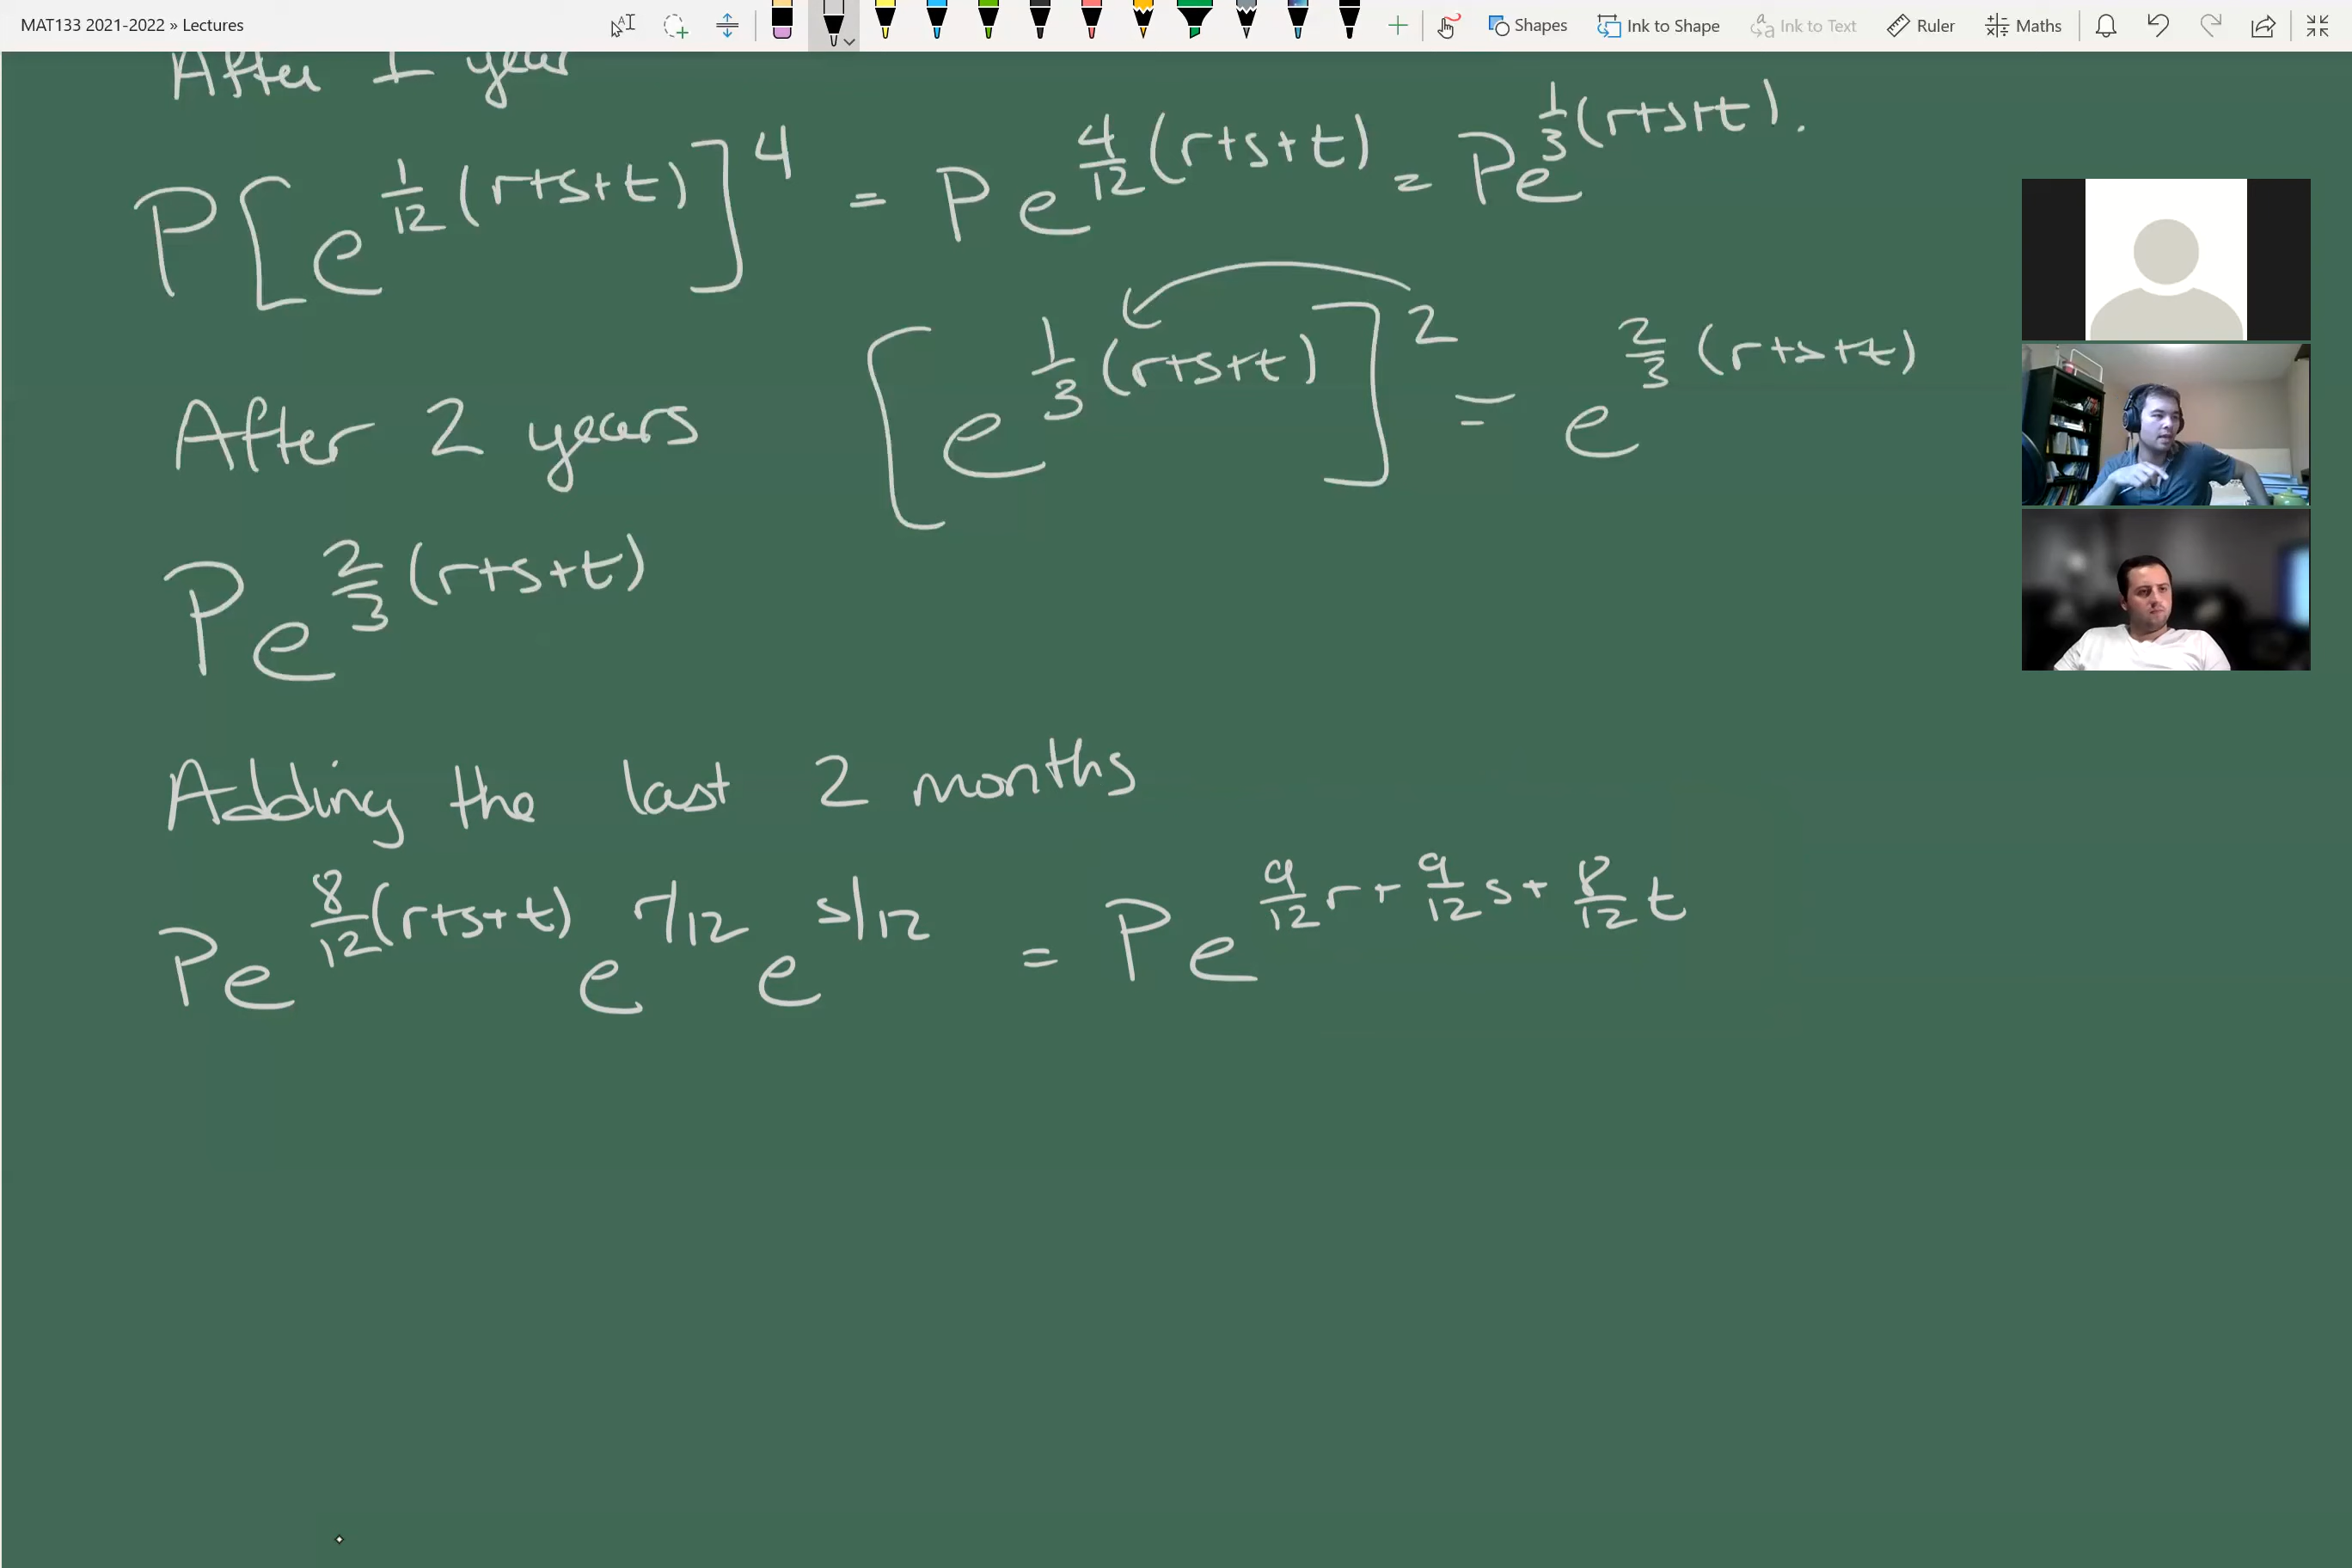 MAT133 2021-2022 » Lectures
Shapes Ink to Shape Ink to Text Ruler Maths
After 1 year
P[e^{1/12 (r+s+t)}]^4 = Pe^{4/12 (r+s+t)} = Pe^{1/3 (r+s+t)}.
After 2 years [e^{1/3 (r+s+t)}]^2 = e^{2/3 (r+s+t)}
Pe^{2/3 (r+s+t)}
Adding the last 2 months
Pe^{8/12 (r+s+t)} e^{r/12} e^{s/12} = Pe^{9/12 r + 9/12 s + 8/12 t}